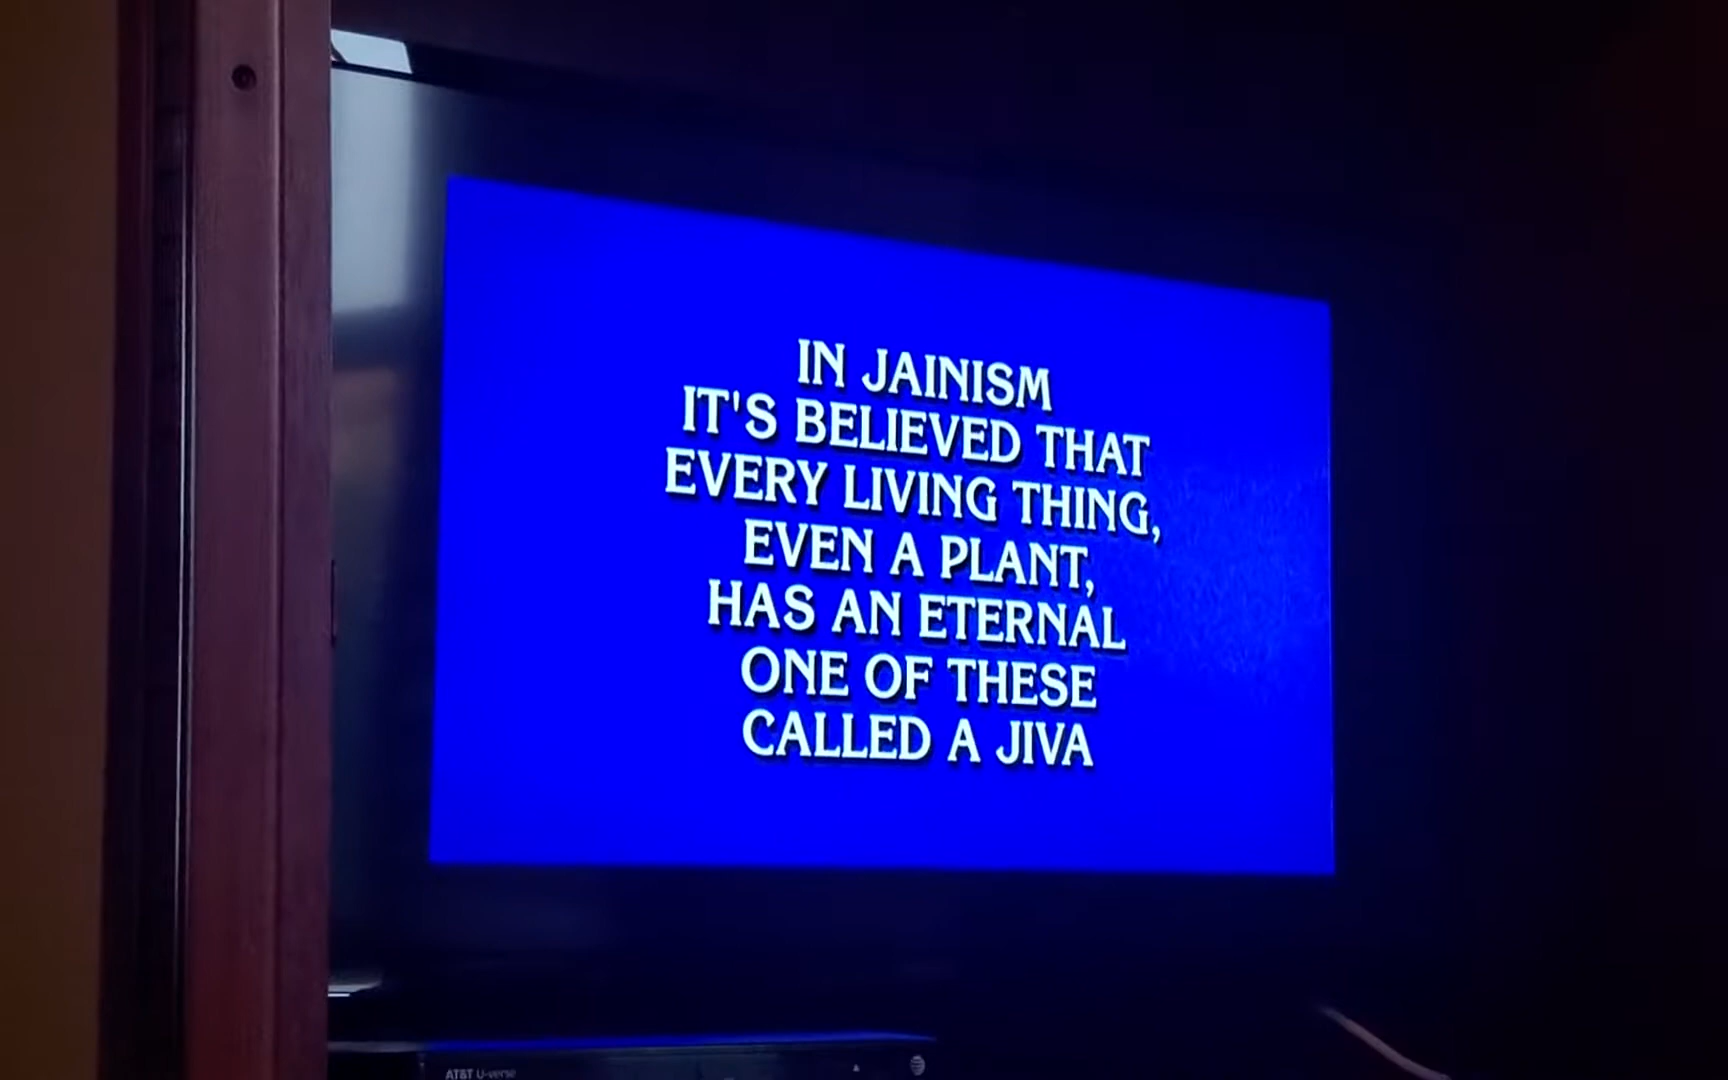 IN JAINISM
IT'S BELIEVED THAT
EVERY LIVING THING,
EVEN A PLANT,
HAS AN ETERNAL
ONE OF THESE
CALLED A JIVA
AT&T U-verse